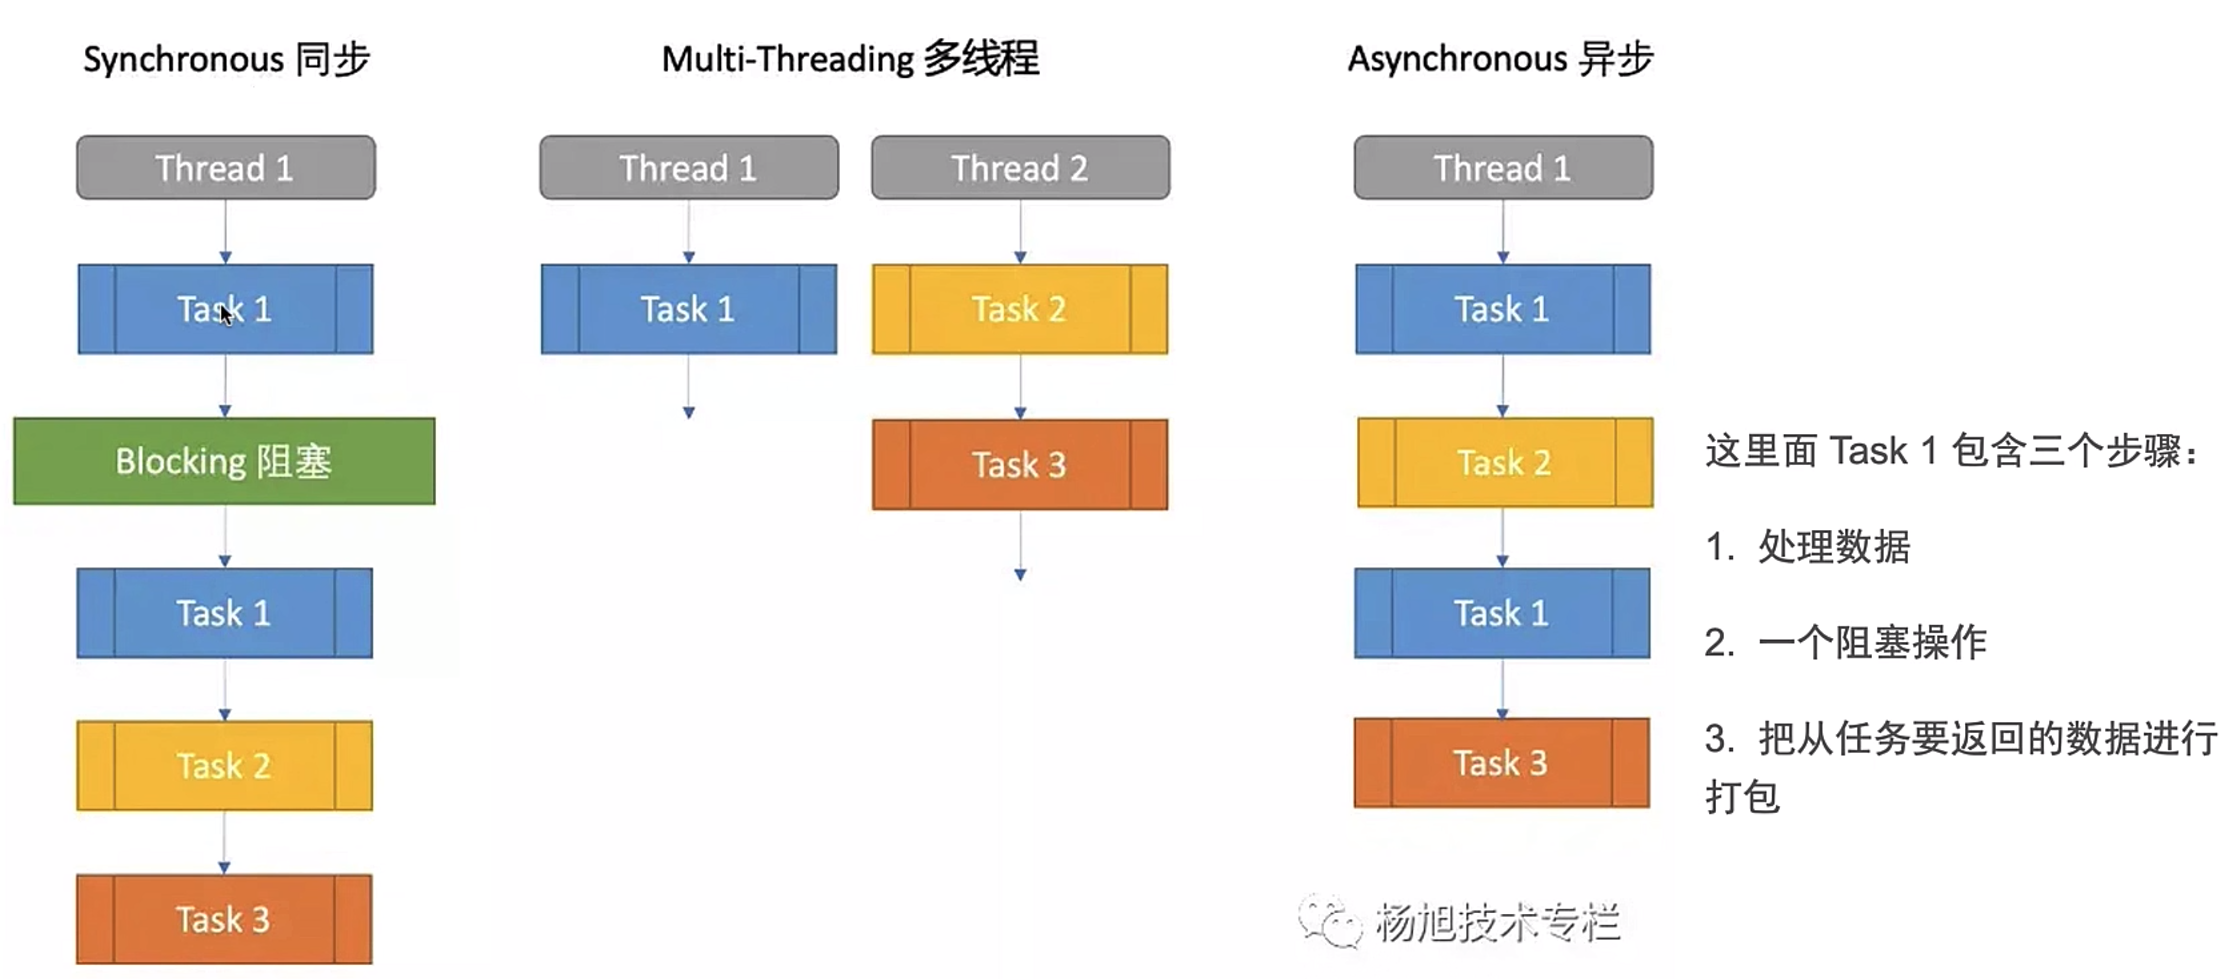 Synchronous 同步
Thread 1
Task 1
Blocking 阻塞
Task 1
Task 2
Task 3
Multi-Threading 多线程
Thread 1
Task 1
Thread 2
Task 2
Task 3
Asynchronous 异步
Thread 1
Task 1
Task 2
Task 1
Task 3
这里面 Task 1 包含三个步骤：
1. 处理数据
2. 一个阻塞操作
3. 把从任务要返回的数据进行
打包
杨旭技术专栏